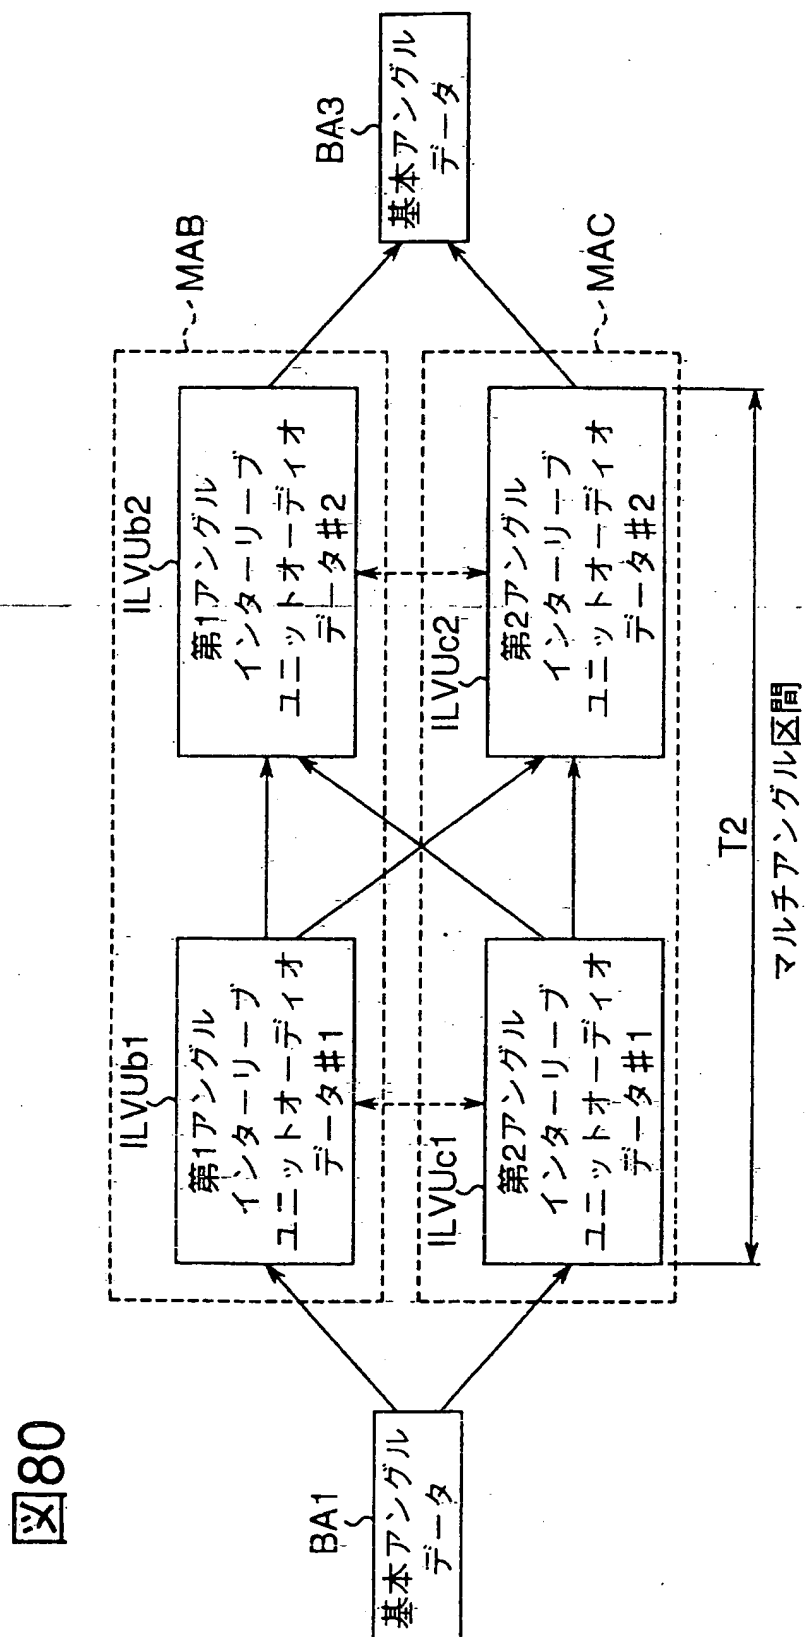 図80
BA1
基本アングル
データ
MAB
ILVUb1
第1アングル
インターリーブ
ユニットオーディオ
データ#1
ILVUb2
第1アングル
インターリーブ
ユニットオーディオ
データ#2
MAC
ILVUc1
第2アングル
インターリーブ
ユニットオーディオ
データ#1
ILVUc2
第2アングル
インターリーブ
ユニットオーディオ
データ#2
BA3
基本アングル
データ
T2
マルチアングル区間